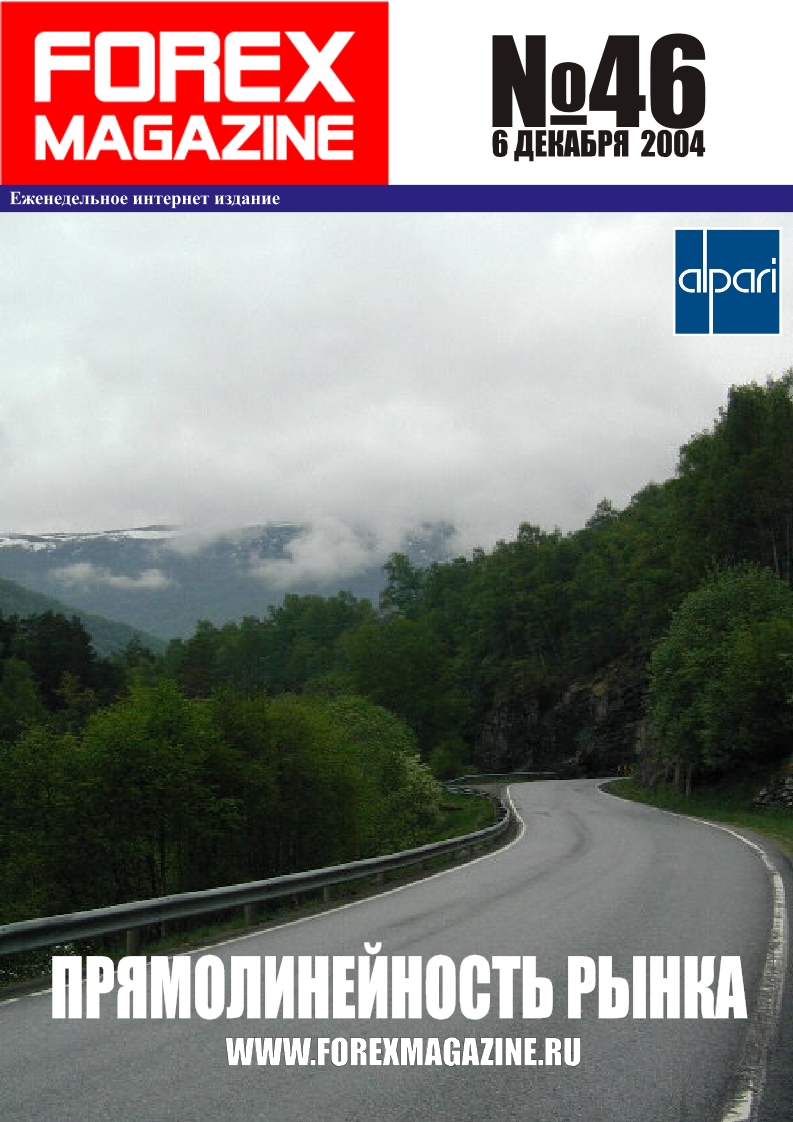 FOREX
MAGAZINE
№46
6 ДЕКАБРЯ 2004
Еженедельное интернет издание
alpari
ПРЯМОЛИНЕЙНОСТЬ РЫНКА
WWW.FOREXMAGAZINE.RU